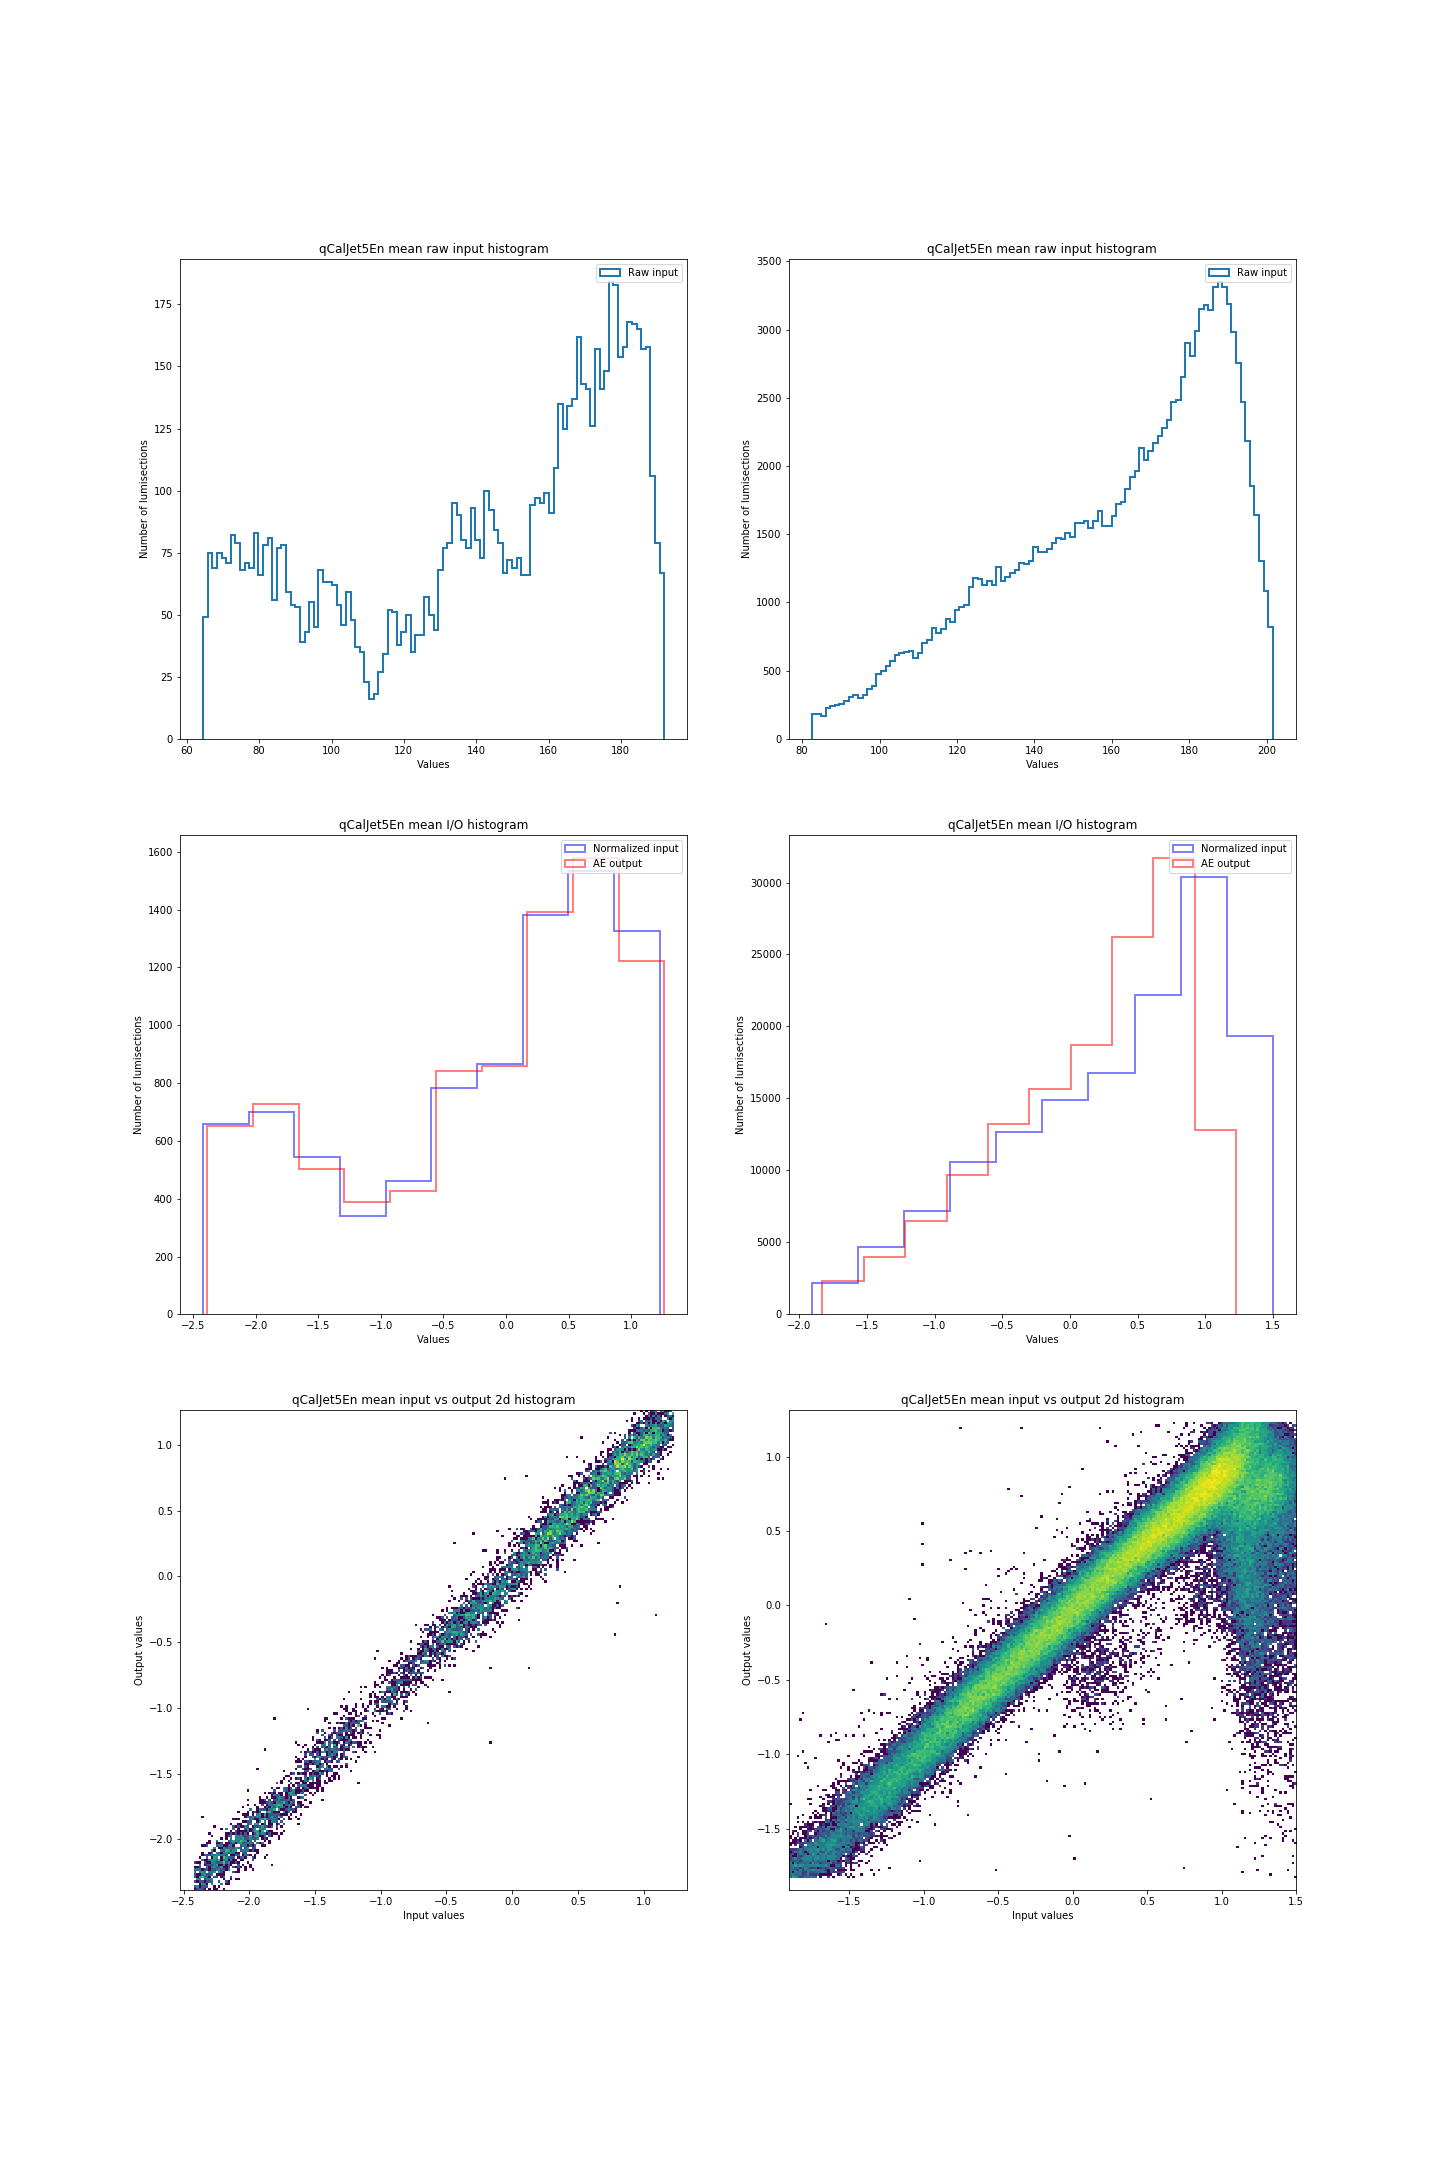 qCalJet5En mean raw input histogram
Raw input
175
150
125
100
75
50
25
0
Number of lumisections
60 80 100 120 140 160 180
Values
qCalJet5En mean raw input histogram
Raw input
3500
3000
2500
2000
1500
1000
500
0
Number of lumisections
80 100 120 140 160 180 200
Values
qCalJet5En mean I/O histogram
Normalized input
AE output
1600
1400
1200
1000
800
600
400
200
0
Number of lumisections
−2.5 −2.0 −1.5 −1.0 −0.5 0.0 0.5 1.0
Values
qCalJet5En mean I/O histogram
Normalized input
AE output
30000
25000
20000
15000
10000
5000
0
Number of lumisections
−2.0 −1.5 −1.0 −0.5 0.0 0.5 1.0 1.5
Values
qCalJet5En mean input vs output 2d histogram
1.0
0.5
0.0
−0.5
−1.0
−1.5
−2.0
Output values
−2.5 −2.0 −1.5 −1.0 −0.5 0.0 0.5 1.0
Input values
qCalJet5En mean input vs output 2d histogram
1.0
0.5
0.0
−0.5
−1.0
−1.5
Output values
−1.5 −1.0 −0.5 0.0 0.5 1.0 1.5
Input values